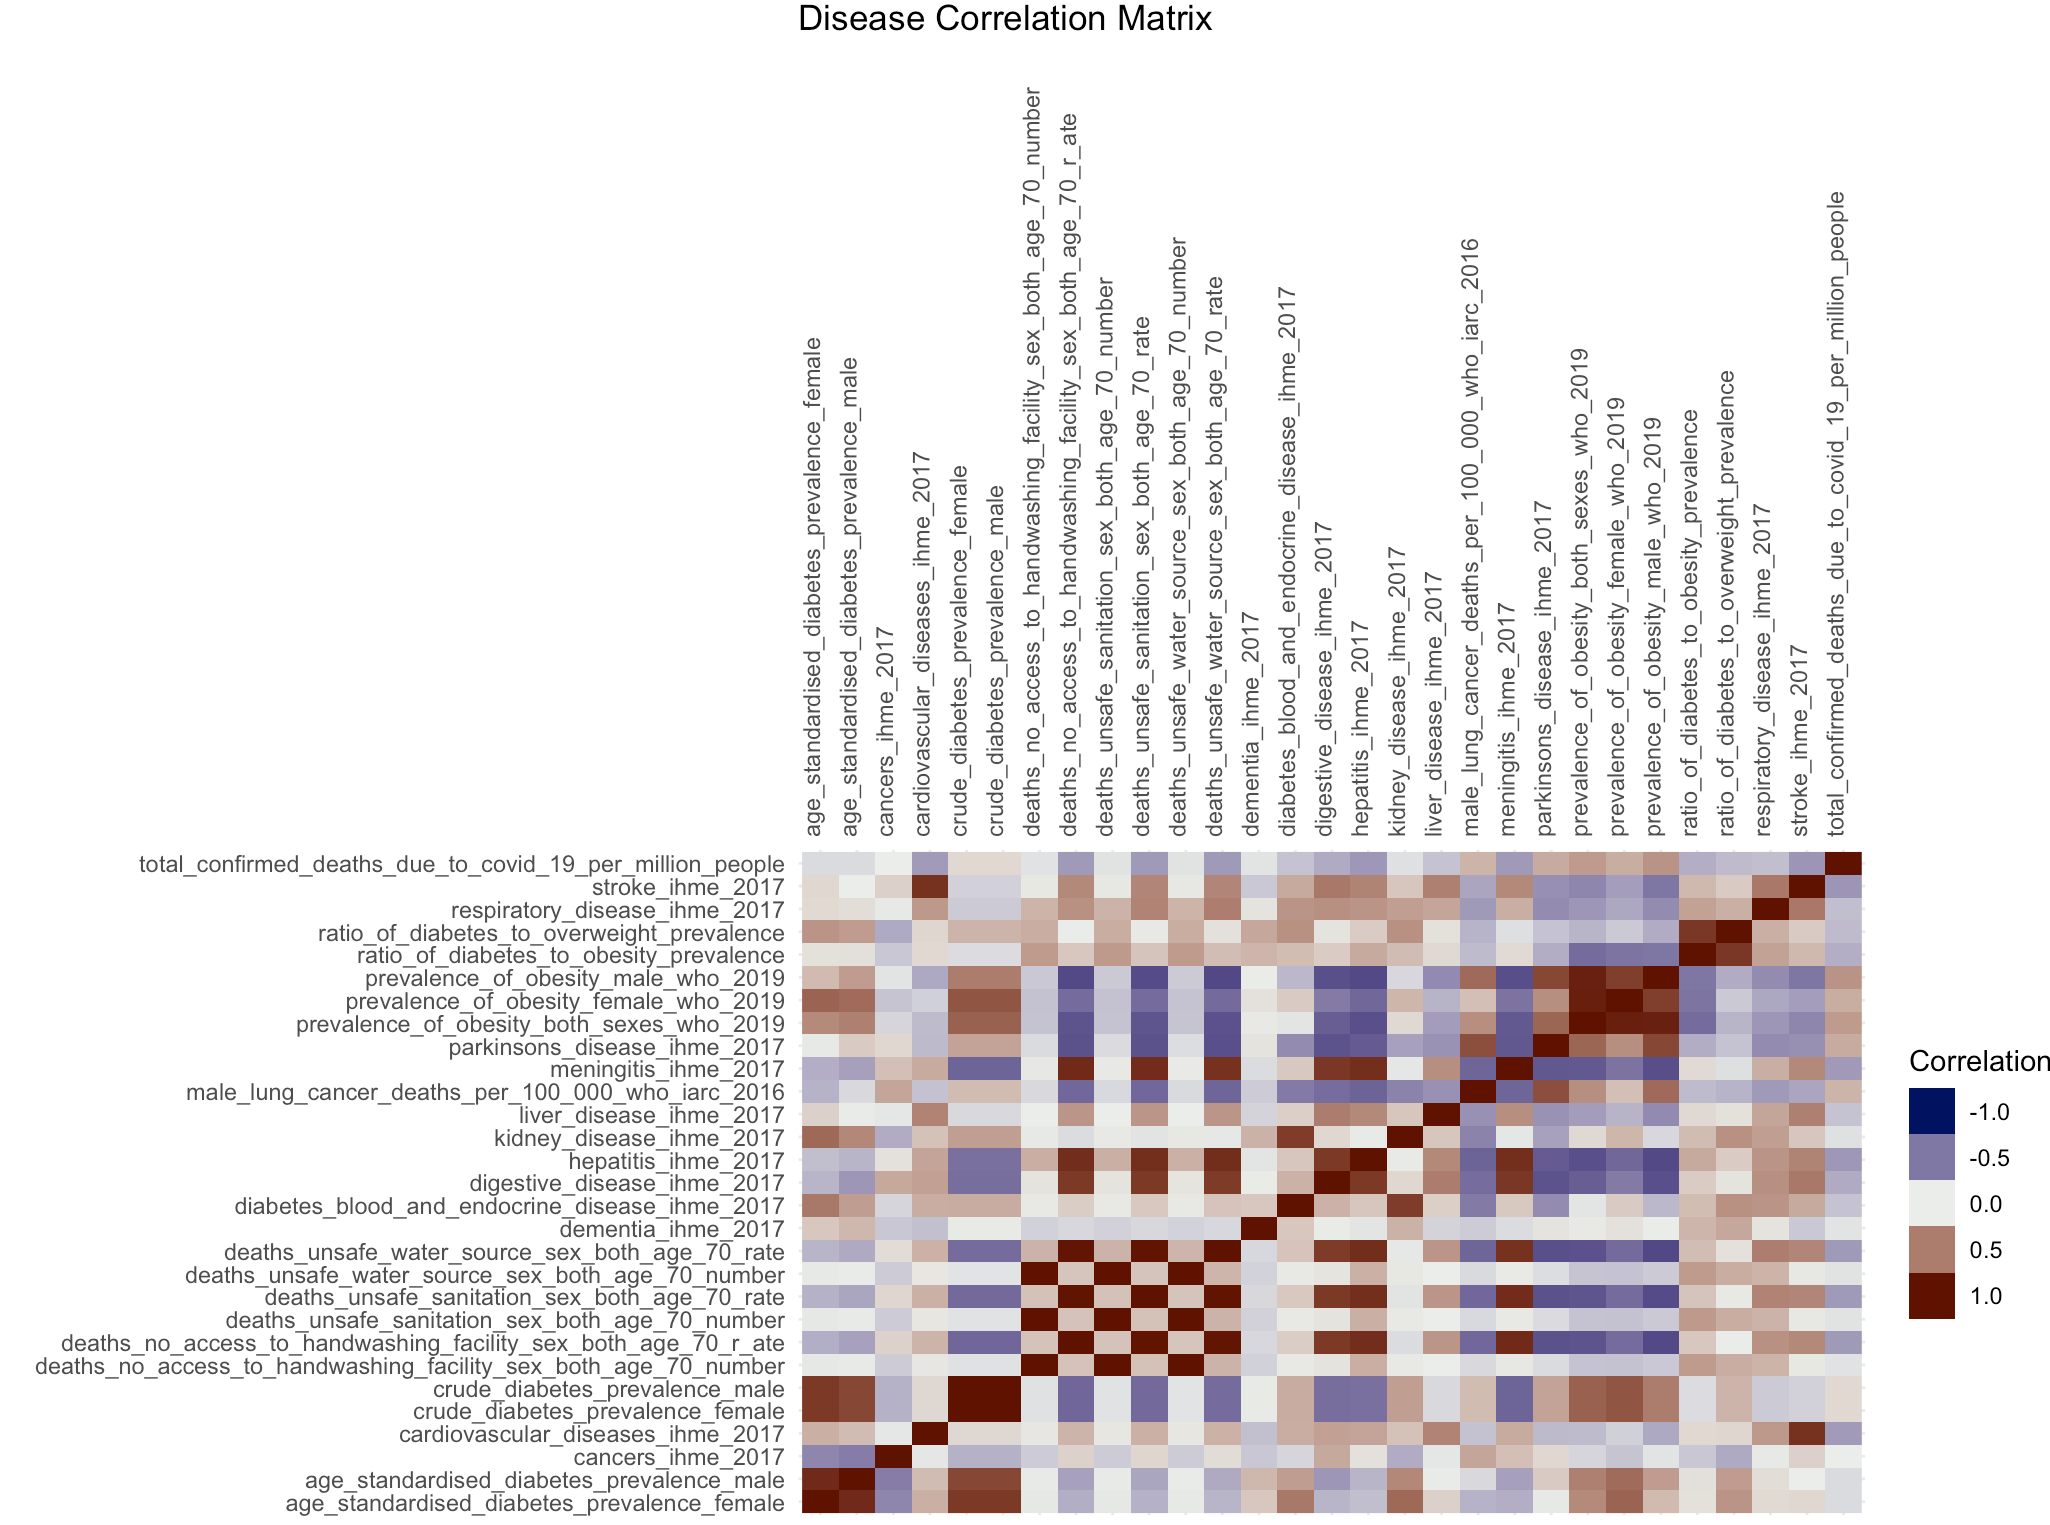 Disease Correlation Matrix
age_standardised_diabetes_prevalence_female
age_standardised_diabetes_prevalence_male
cancers_ihme_2017
cardiovascular_diseases_ihme_2017
crude_diabetes_prevalence_female
crude_diabetes_prevalence_male
deaths_no_access_to_handwashing_facility_sex_both_age_70_number
deaths_no_access_to_handwashing_facility_sex_both_age_70_r_ate
deaths_unsafe_sanitation_sex_both_age_70_number
deaths_unsafe_sanitation_sex_both_age_70_rate
deaths_unsafe_water_source_sex_both_age_70_number
deaths_unsafe_water_source_sex_both_age_70_rate
dementia_ihme_2017
diabetes_blood_and_endocrine_disease_ihme_2017
digestive_disease_ihme_2017
hepatitis_ihme_2017
kidney_disease_ihme_2017
liver_disease_ihme_2017
male_lung_cancer_deaths_per_100_000_who_iarc_2016
meningitis_ihme_2017
parkinsons_disease_ihme_2017
prevalence_of_obesity_both_sexes_who_2019
prevalence_of_obesity_female_who_2019
prevalence_of_obesity_male_who_2019
ratio_of_diabetes_to_obesity_prevalence
ratio_of_diabetes_to_overweight_prevalence
respiratory_disease_ihme_2017
stroke_ihme_2017
total_confirmed_deaths_due_to_covid_19_per_million_people
total_confirmed_deaths_due_to_covid_19_per_million_people
stroke_ihme_2017
respiratory_disease_ihme_2017
ratio_of_diabetes_to_overweight_prevalence
ratio_of_diabetes_to_obesity_prevalence
prevalence_of_obesity_male_who_2019
prevalence_of_obesity_female_who_2019
prevalence_of_obesity_both_sexes_who_2019
parkinsons_disease_ihme_2017
meningitis_ihme_2017
male_lung_cancer_deaths_per_100_000_who_iarc_2016
liver_disease_ihme_2017
kidney_disease_ihme_2017
hepatitis_ihme_2017
digestive_disease_ihme_2017
diabetes_blood_and_endocrine_disease_ihme_2017
dementia_ihme_2017
deaths_unsafe_water_source_sex_both_age_70_rate
deaths_unsafe_water_source_sex_both_age_70_number
deaths_unsafe_sanitation_sex_both_age_70_rate
deaths_unsafe_sanitation_sex_both_age_70_number
deaths_no_access_to_handwashing_facility_sex_both_age_70_r_ate
deaths_no_access_to_handwashing_facility_sex_both_age_70_number
crude_diabetes_prevalence_male
crude_diabetes_prevalence_female
cardiovascular_diseases_ihme_2017
cancers_ihme_2017
age_standardised_diabetes_prevalence_male
age_standardised_diabetes_prevalence_female
Correlation
-1.0
-0.5
0.0
0.5
1.0